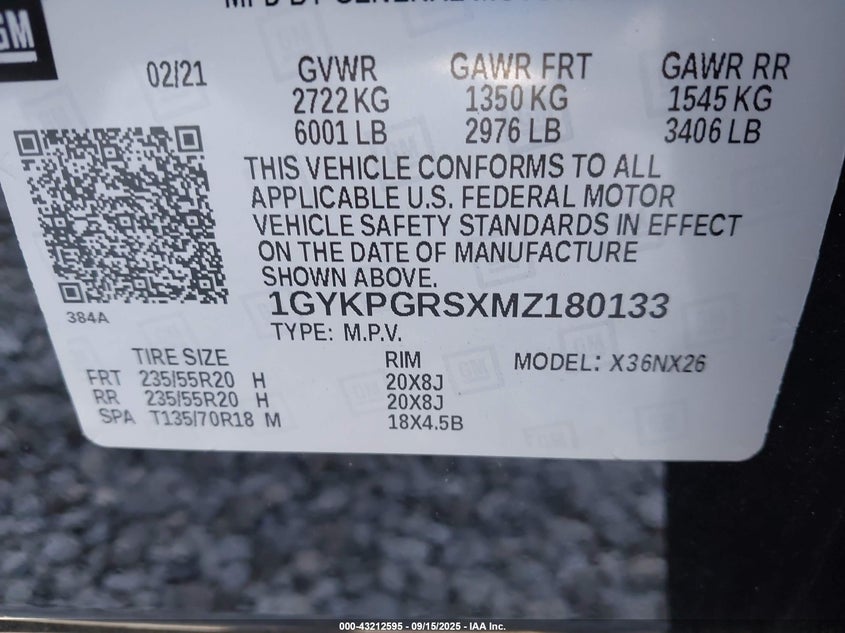 GM
MFD BY GENERAL
02/21 GVWR GAWR FRT GAWR RR
2722 KG 1350 KG 1545 KG
6001 LB 2976 LB 3406 LB
THIS VEHICLE CONFORMS TO ALL
APPLICABLE U.S. FEDERAL MOTOR
VEHICLE SAFETY STANDARDS IN EFFECT
ON THE DATE OF MANUFACTURE
SHOWN ABOVE.
1GYKPGRSXMZ180133
384A
TYPE: M.P.V.
TIRE SIZE RIM MODEL: X36NX26
FRT 235/55R20 H 20X8J
RR 235/55R20 H 20X8J
SPA T135/70R18 M 18X4.5B
000-43212595 - 09/15/2025 - IAA Inc.